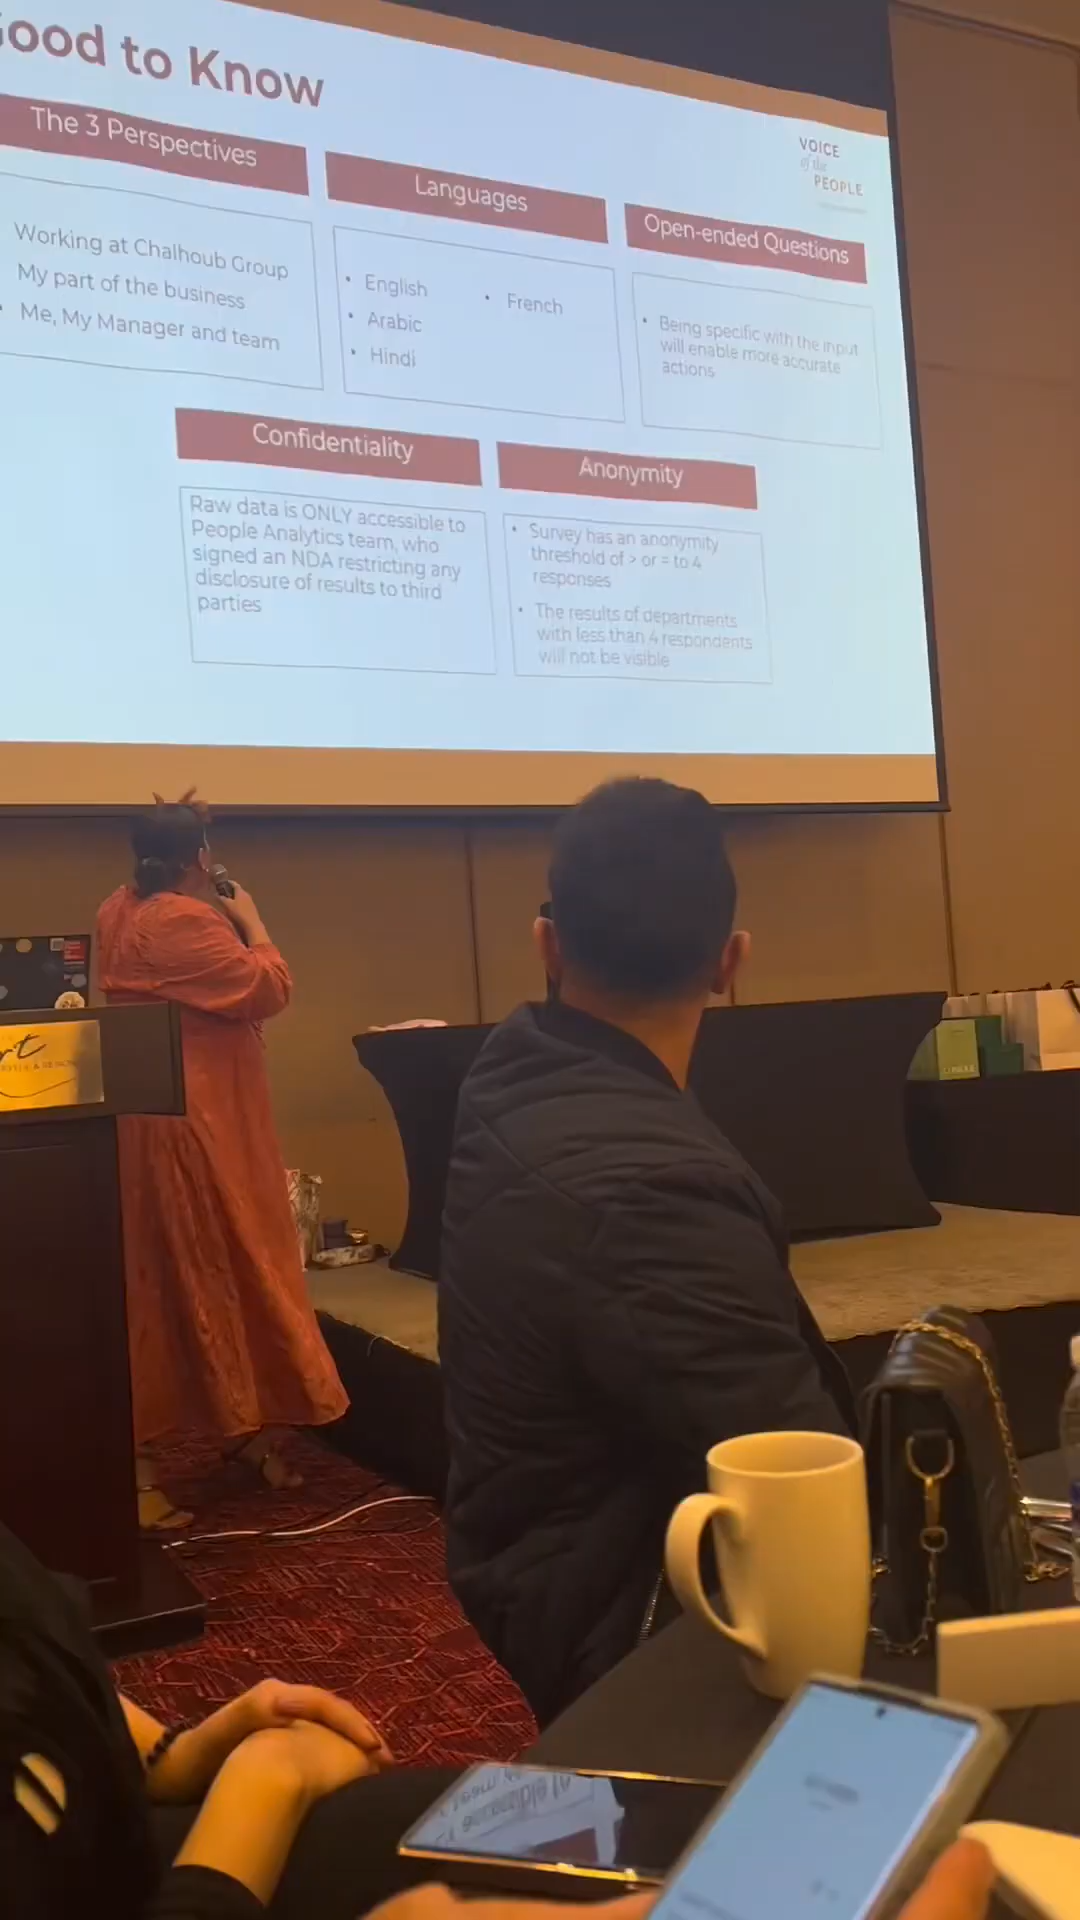 ood to Know
VOICE
of the
PEOPLE
The 3 Perspectives
Working at Chalhoub Group
My part of the business
• Me, My Manager and team
Languages
• English
• Arabic
• Hindi
• French
Open-ended Questions
• Being specific with the input
will enable more accurate
actions
Confidentiality
Raw data is ONLY accessible to
People Analytics team, who
signed an NDA restricting any
disclosure of results to third
parties
Anonymity
• Survey has an anonymity
threshold of > or = to 4
responses
• The results of departments
with less than 4 respondents
will not be visible
rt
CLINIQUE